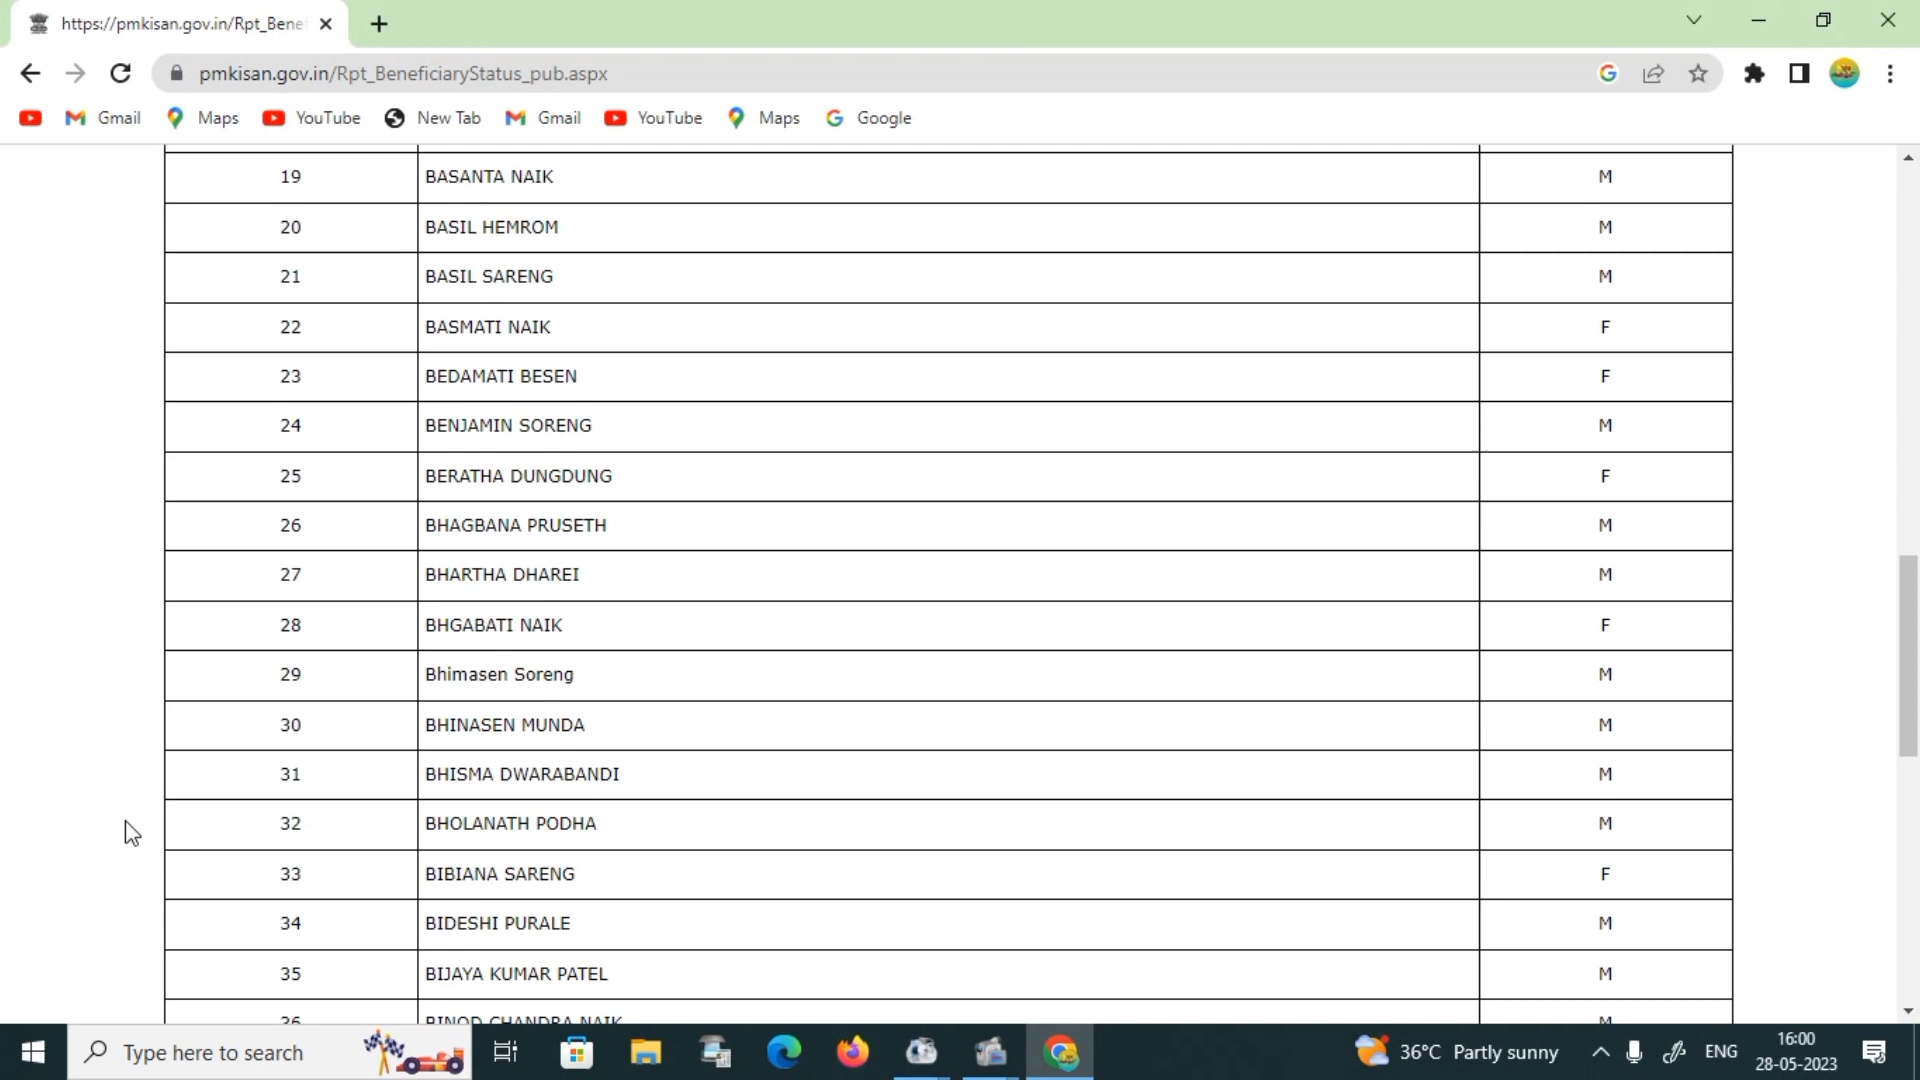 https://pmkisan.gov.in/Rpt_Bene
pmkisan.gov.in/Rpt_BeneficiaryStatus_pub.aspx
Gmail Maps YouTube New Tab Gmail YouTube Maps Google
19 BASANTA NAIK M
20 BASIL HEMROM M
21 BASIL SARENG M
22 BASMATI NAIK F
23 BEDAMATI BESEN F
24 BENJAMIN SORENG M
25 BERATHA DUNGDUNG F
26 BHAGBANA PRUSETH M
27 BHARTHA DHAREI M
28 BHGABATI NAIK F
29 Bhimasen Soreng M
30 BHINASEN MUNDA M
31 BHISMA DWARABANDI M
32 BHOLANATH PODHA M
33 BIBIANA SARENG F
34 BIDESHI PURALE M
35 BIJAYA KUMAR PATEL M
36 BINOD CHANDRA NAIK M
Type here to search 36°C Partly sunny ENG 16:00
28-05-2023